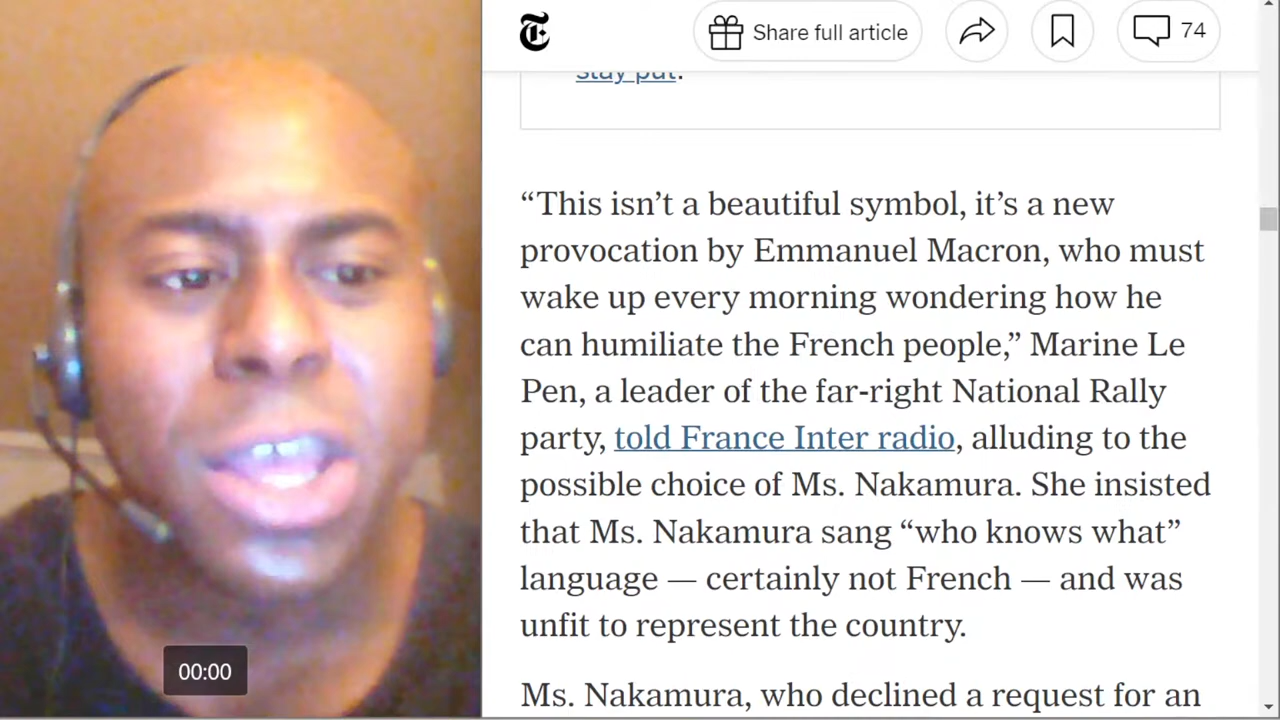 Share full article
74
stay put.
“This isn’t a beautiful symbol, it’s a new
provocation by Emmanuel Macron, who must
wake up every morning wondering how he
can humiliate the French people,” Marine Le
Pen, a leader of the far-right National Rally
party, told France Inter radio, alluding to the
possible choice of Ms. Nakamura. She insisted
that Ms. Nakamura sang “who knows what”
language — certainly not French — and was
unfit to represent the country.
Ms. Nakamura, who declined a request for an
00:00